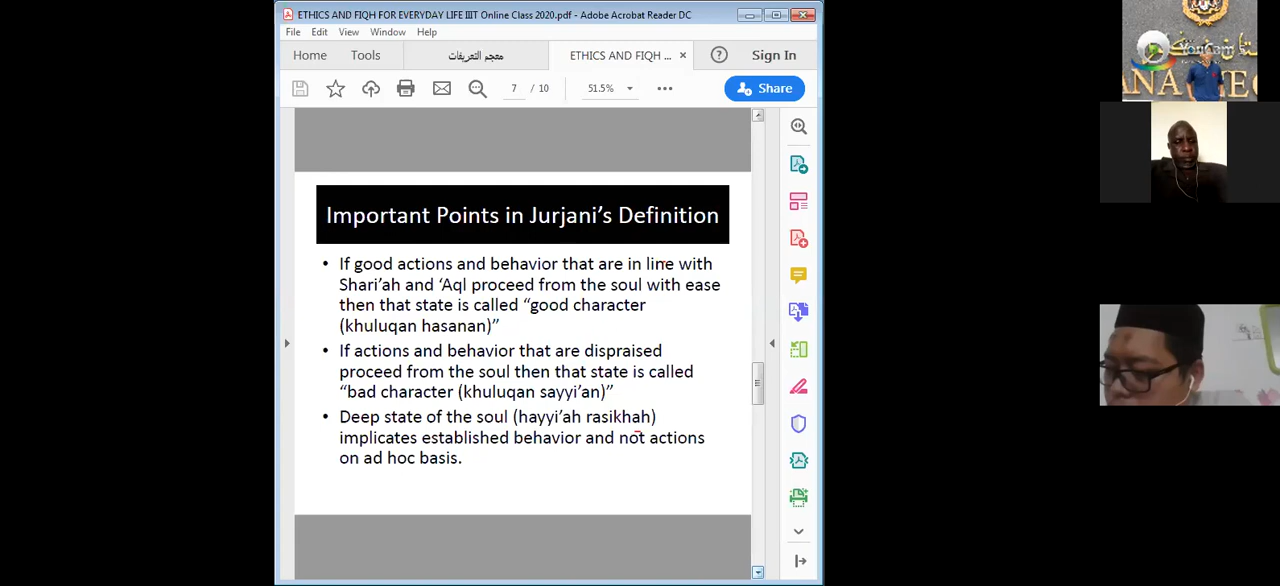 ETHICS AND FIQH FOR EVERYDAY LIFE IIIT Online Class 2020.pdf - Adobe Acrobat Reader DC
File Edit View Window Help
Home Tools معجم التعريفات ETHICS AND FIQH ... × ? Sign In
7 / 10 51.5% Share
Important Points in Jurjani’s Definition
• If good actions and behavior that are in line with
Shari’ah and ‘Aql proceed from the soul with ease
then that state is called “good character
(khuluqan hasanan)”
• If actions and behavior that are dispraised
proceed from the soul then that state is called
“bad character (khuluqan sayyi’an)”
• Deep state of the soul (hayyi’ah rasikhah)
implicates established behavior and not actions
on ad hoc basis.